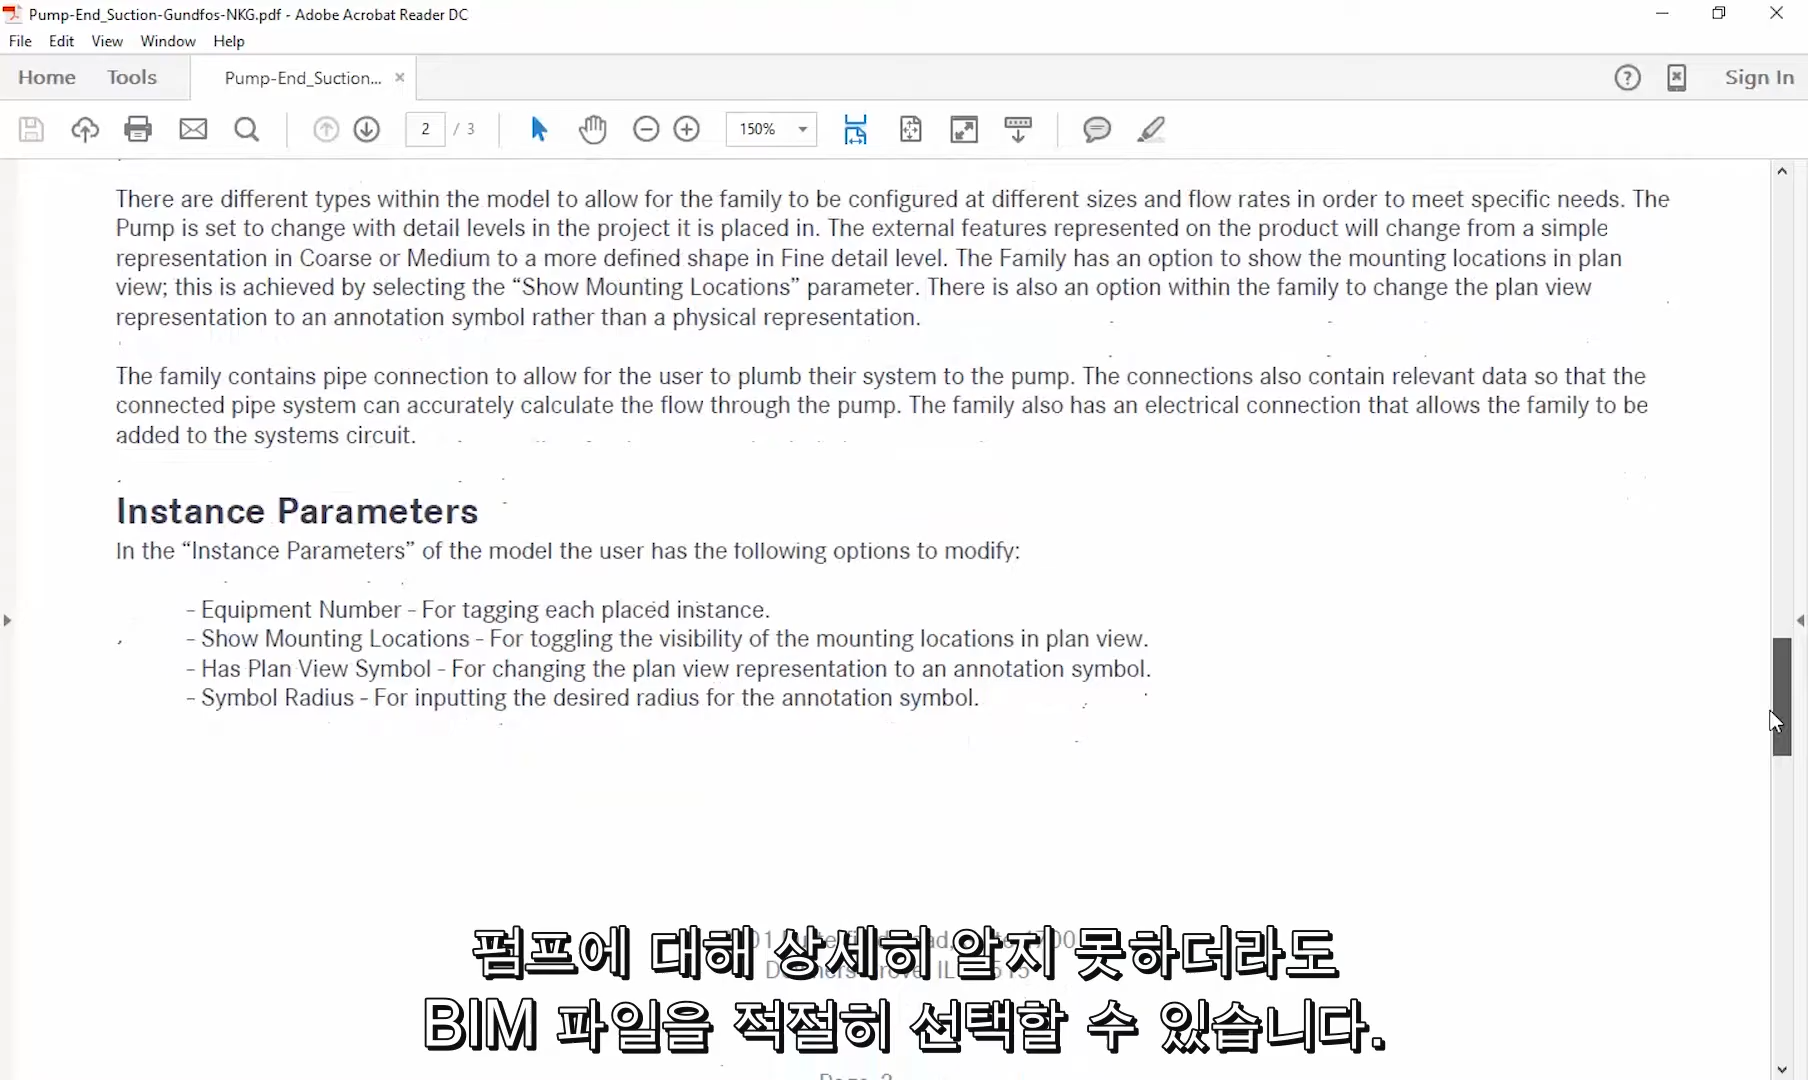 Pump-End_Suction-Gundfos-NKG.pdf - Adobe Acrobat Reader DC
File Edit View Window Help
Home Tools Pump-End_Suction... × Sign In
2 / 3 150%
There are different types within the model to allow for the family to be configured at different sizes and flow rates in order to meet specific needs. The
Pump is set to change with detail levels in the project it is placed in. The external features represented on the product will change from a simple
representation in Coarse or Medium to a more defined shape in Fine detail level. The Family has an option to show the mounting locations in plan
view; this is achieved by selecting the “Show Mounting Locations” parameter. There is also an option within the family to change the plan view
representation to an annotation symbol rather than a physical representation.
The family contains pipe connection to allow for the user to plumb their system to the pump. The connections also contain relevant data so that the
connected pipe system can accurately calculate the flow through the pump. The family also has an electrical connection that allows the family to be
added to the systems circuit.
Instance Parameters
In the “Instance Parameters” of the model the user has the following options to modify:
- Equipment Number - For tagging each placed instance.
- Show Mounting Locations - For toggling the visibility of the mounting locations in plan view.
- Has Plan View Symbol - For changing the plan view representation to an annotation symbol.
- Symbol Radius - For inputting the desired radius for the annotation symbol.
펌프에 대해 상세히 알지 못하더라도
BIM 파일을 적절히 선택할 수 있습니다.